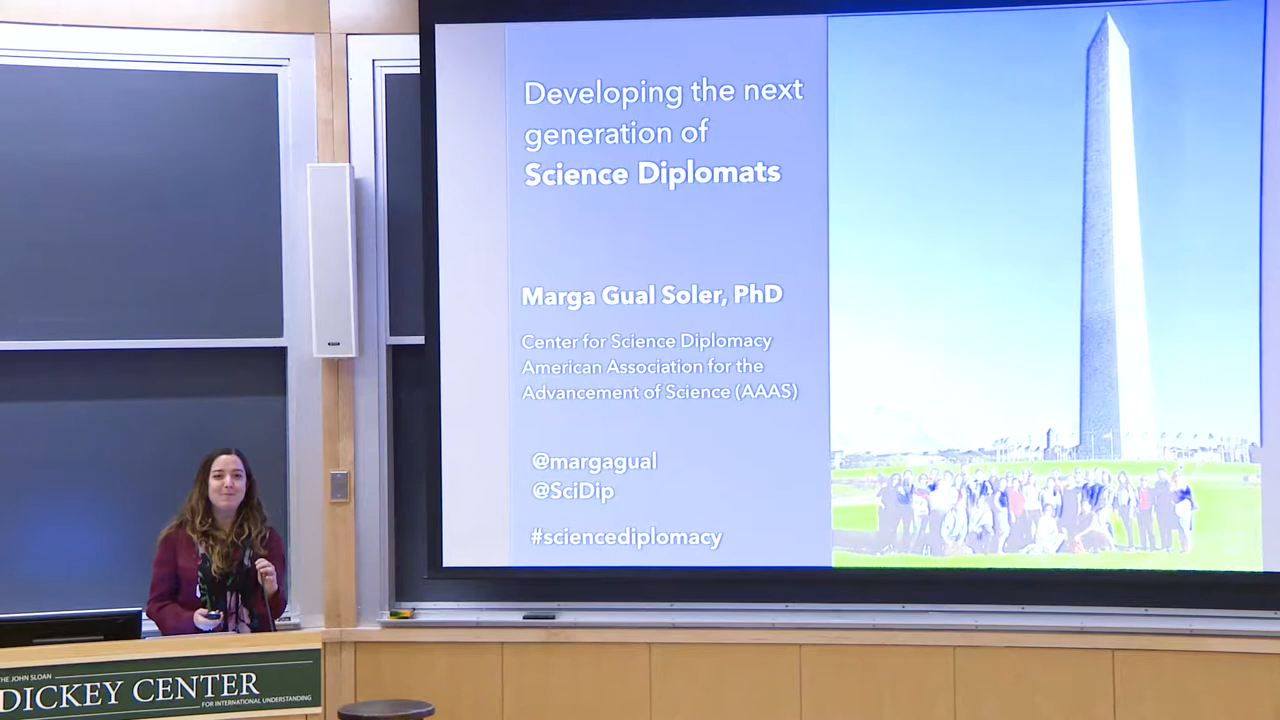 Developing the next
generation of
Science Diplomats
Marga Gual Soler, PhD
Center for Science Diplomacy
American Association for the
Advancement of Science (AAAS)
@margagual
@SciDip
#sciencediplomacy
THE JOHN SLOAN
DICKEY CENTER
FOR INTERNATIONAL UNDERSTANDING